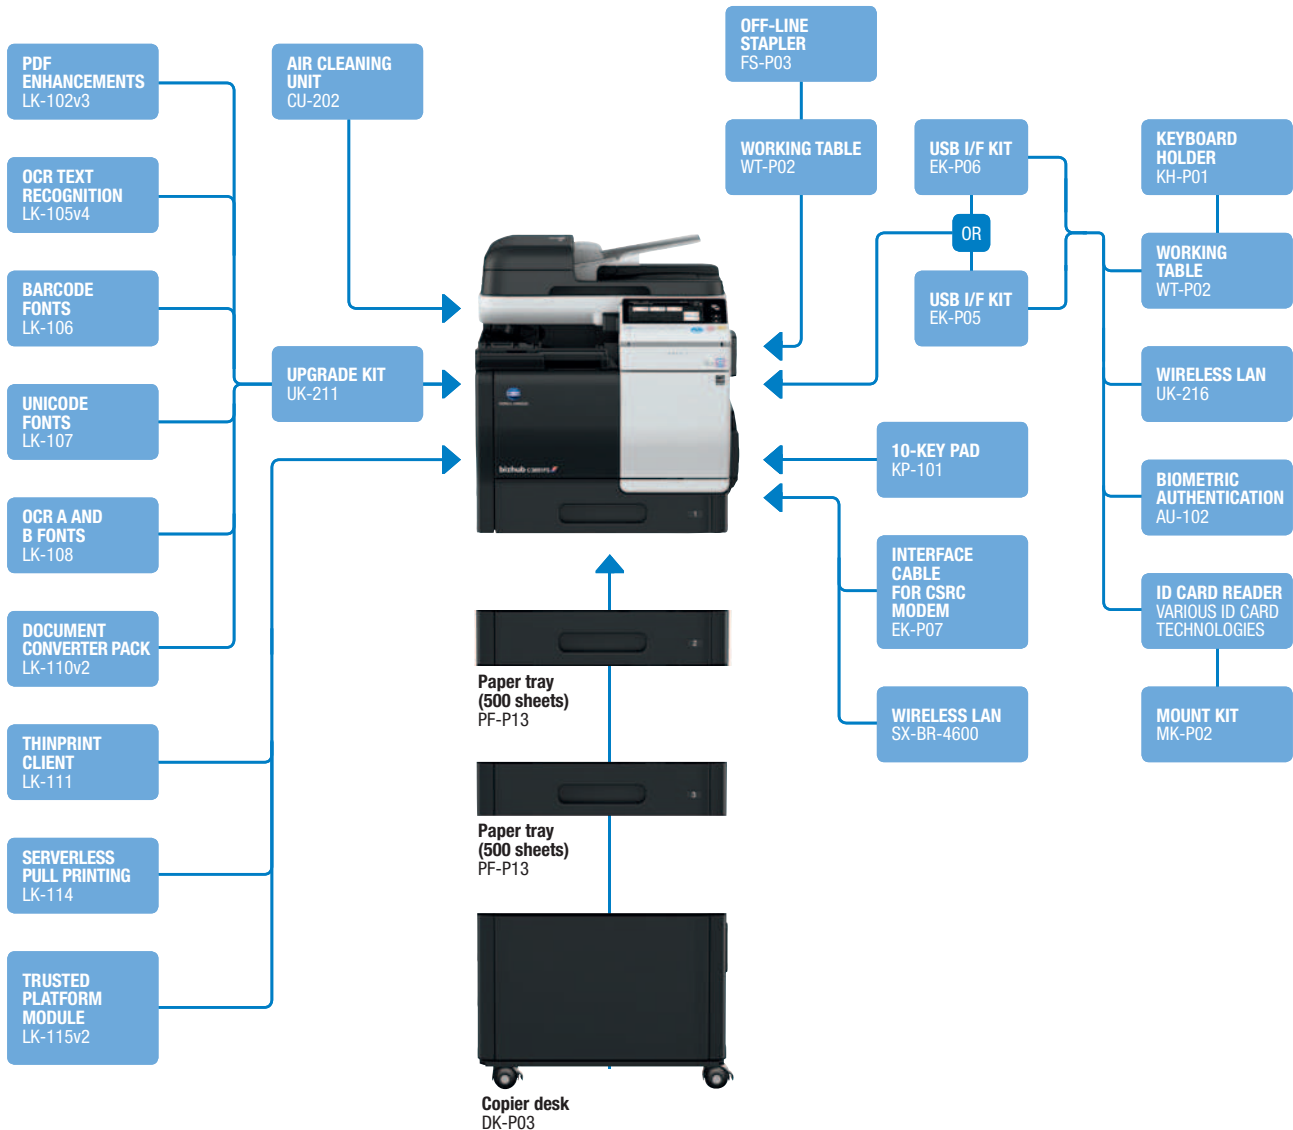 PDF
ENHANCEMENTS
LK-102v3
OCR TEXT
RECOGNITION
LK-105v4
BARCODE
FONTS
LK-106
UNICODE
FONTS
LK-107
OCR A AND
B FONTS
LK-108
DOCUMENT
CONVERTER PACK
LK-110v2
THINPRINT
CLIENT
LK-111
SERVERLESS
PULL PRINTING
LK-114
TRUSTED
PLATFORM
MODULE
LK-115v2
AIR CLEANING
UNIT
CU-202
UPGRADE KIT
UK-211
bizhub
1
2
Paper tray
(500 sheets)
PF-P13
3
Paper tray
(500 sheets)
PF-P13
Copier desk
DK-P03
OFF-LINE
STAPLER
FS-P03
WORKING TABLE
WT-P02
USB I/F KIT
EK-P06
OR
USB I/F KIT
EK-P05
10-KEY PAD
KP-101
INTERFACE
CABLE
FOR CSRC
MODEM
EK-P07
WIRELESS LAN
SX-BR-4600
KEYBOARD
HOLDER
KH-P01
WORKING
TABLE
WT-P02
WIRELESS LAN
UK-216
BIOMETRIC
AUTHENTICATION
AU-102
ID CARD READER
VARIOUS ID CARD
TECHNOLOGIES
MOUNT KIT
MK-P02